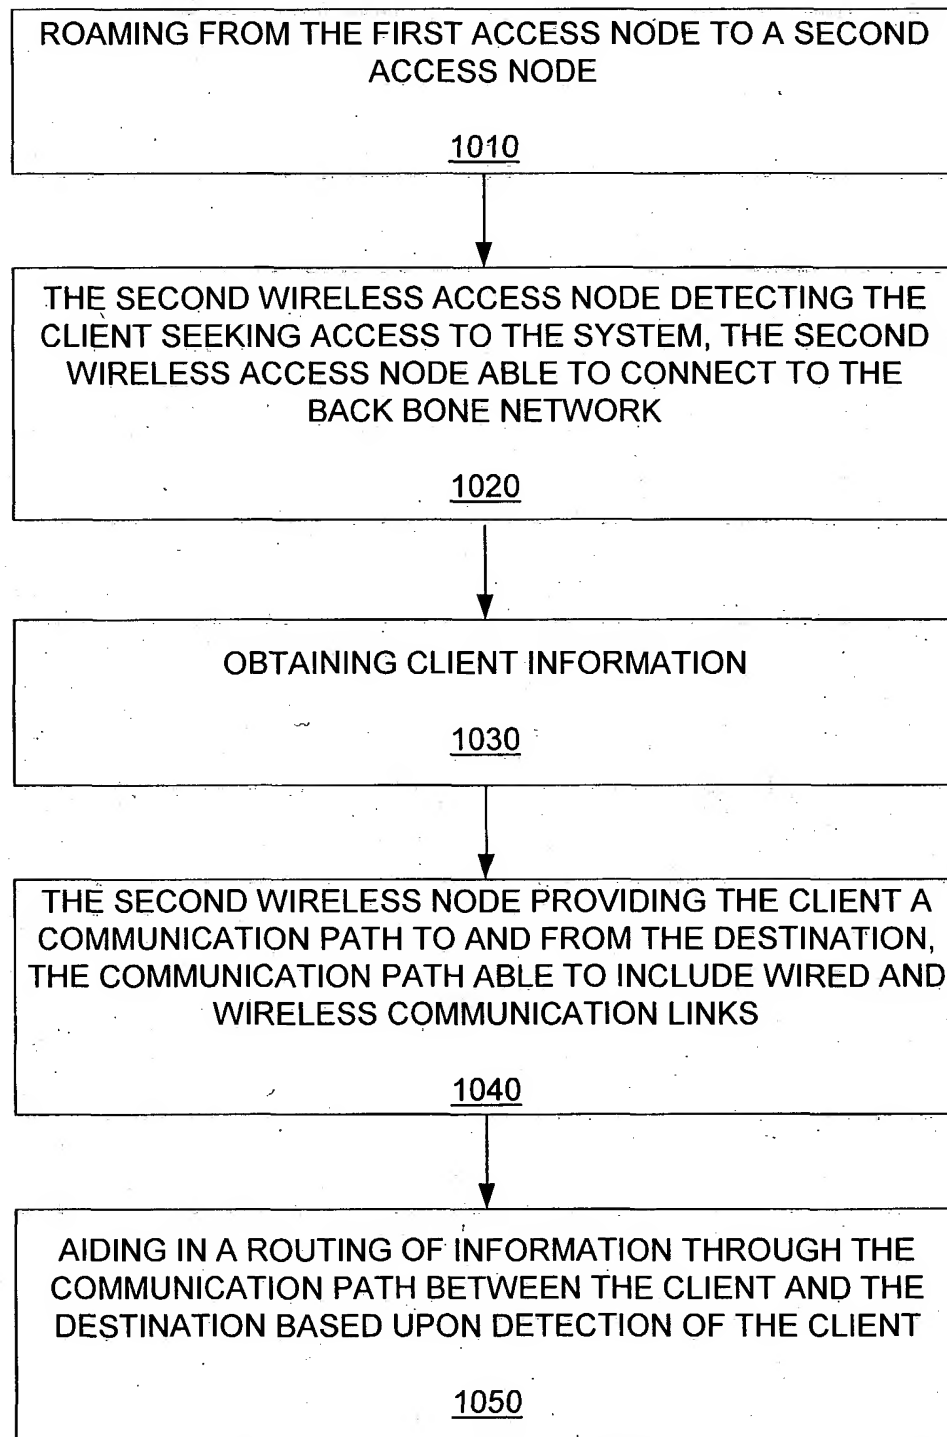 ROAMING FROM THE FIRST ACCESS NODE TO A SECOND
ACCESS NODE
1010
THE SECOND WIRELESS ACCESS NODE DETECTING THE
CLIENT SEEKING ACCESS TO THE SYSTEM, THE SECOND
WIRELESS ACCESS NODE ABLE TO CONNECT TO THE
BACK BONE NETWORK
1020
OBTAINING CLIENT INFORMATION
1030
THE SECOND WIRELESS NODE PROVIDING THE CLIENT A
COMMUNICATION PATH TO AND FROM THE DESTINATION,
THE COMMUNICATION PATH ABLE TO INCLUDE WIRED AND
WIRELESS COMMUNICATION LINKS
1040
AIDING IN A ROUTING OF INFORMATION THROUGH THE
COMMUNICATION PATH BETWEEN THE CLIENT AND THE
DESTINATION BASED UPON DETECTION OF THE CLIENT
1050